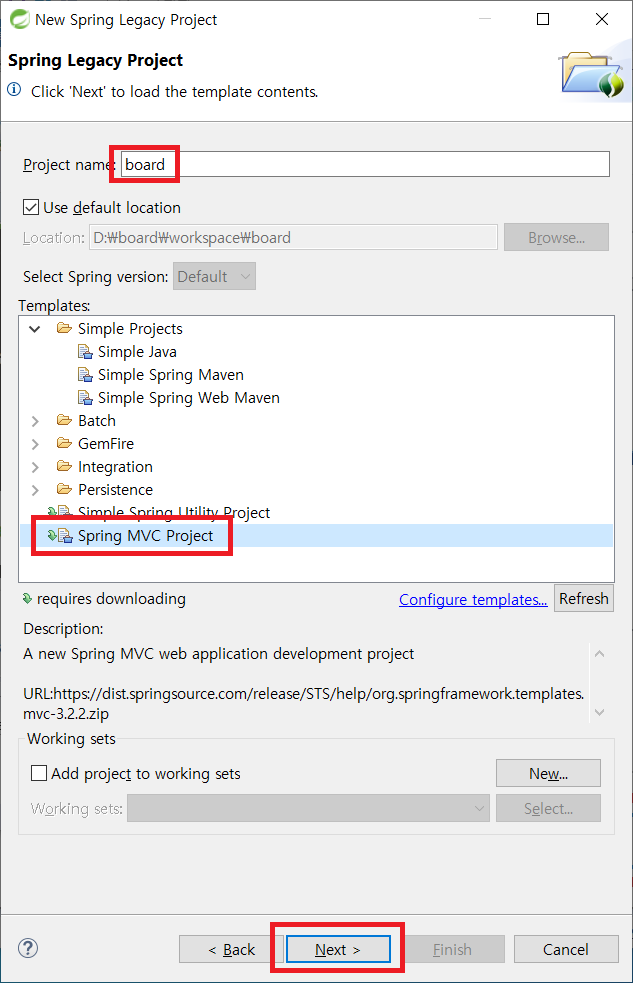 New Spring Legacy Project
Spring Legacy Project
Click 'Next' to load the template contents.
Project name: board
Use default location
Location: D:₩board₩workspace₩board Browse...
Select Spring version: Default
Templates:
Simple Projects
Simple Java
Simple Spring Maven
Simple Spring Web Maven
Batch
GemFire
Integration
Persistence
Simple Spring Utility Project
Spring MVC Project
requires downloading Configure templates... Refresh
Description:
A new Spring MVC web application development project
URL:https://dist.springsource.com/release/STS/help/org.springframework.templates.
mvc-3.2.2.zip
Working sets
Add project to working sets New...
Working sets: Select...
? < Back Next > Finish Cancel